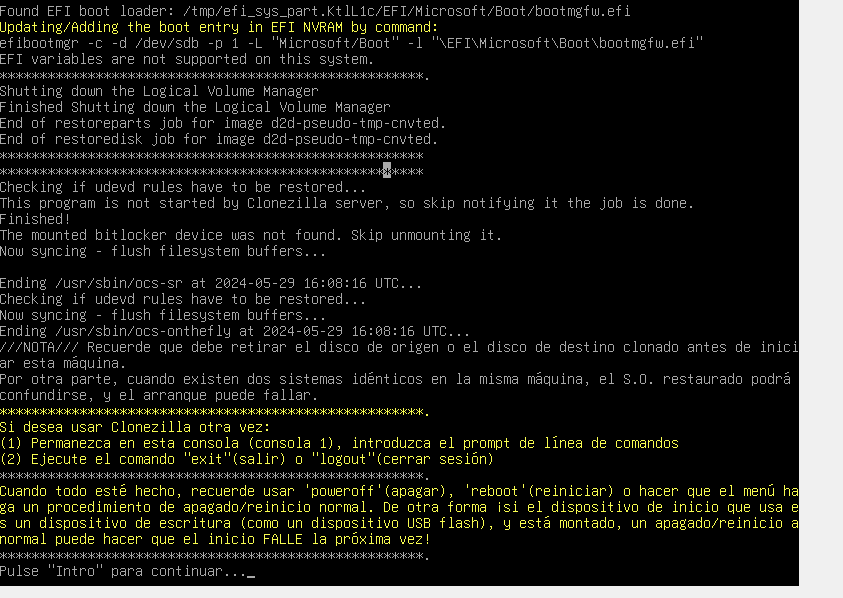 Found EFI boot loader: /tmp/efi_sys_part.KtlL1c/EFI/Microsoft/Boot/bootmgfw.efi
Updating/Adding the boot entry in EFI NVRAM by command:
efibootmgr -c -d /dev/sdb -p 1 -L "Microsoft/Boot" -l "\EFI\Microsoft\Boot\bootmgfw.efi"
EFI variables are not supported on this system.
*****************************************************.
Shutting down the Logical Volume Manager
Finished Shutting down the Logical Volume Manager
End of restoreparts job for image d2d-pseudo-tmp-cnvted.
End of restoredisk job for image d2d-pseudo-tmp-cnvted.
*****************************************************
*****************************************************
Checking if udevd rules have to be restored...
This program is not started by Clonezilla server, so skip notifying it the job is done.
Finished!
The mounted bitlocker device was not found. Skip unmounting it.
Now syncing - flush filesystem buffers...

Ending /usr/sbin/ocs-sr at 2024-05-29 16:08:16 UTC...
Checking if udevd rules have to be restored...
Now syncing - flush filesystem buffers...
Ending /usr/sbin/ocs-onthefly at 2024-05-29 16:08:16 UTC...
///NOTA/// Recuerde que debe retirar el disco de origen o el disco de destino clonado antes de inici
ar esta máquina.
Por otra parte, cuando existen dos sistemas idénticos en la misma máquina, el S.O. restaurado podrá
confundirse, y el arranque puede fallar.
*****************************************************.
Si desea usar Clonezilla otra vez:
(1) Permanezca en esta consola (consola 1), introduzca el prompt de línea de comandos
(2) Ejecute el comando "exit"(salir) o "logout"(cerrar sesión)
*****************************************************.
Cuando todo esté hecho, recuerde usar 'poweroff'(apagar), 'reboot'(reiniciar) o hacer que el menú ha
ga un procedimiento de apagado/reinicio normal. De otra forma ¡si el dispositivo de inicio que usa e
s un dispositivo de escritura (como un dispositivo USB flash), y está montado, un apagado/reinicio a
normal puede hacer que el inicio FALLE la próxima vez!
*****************************************************.
Pulse "Intro" para continuar..._